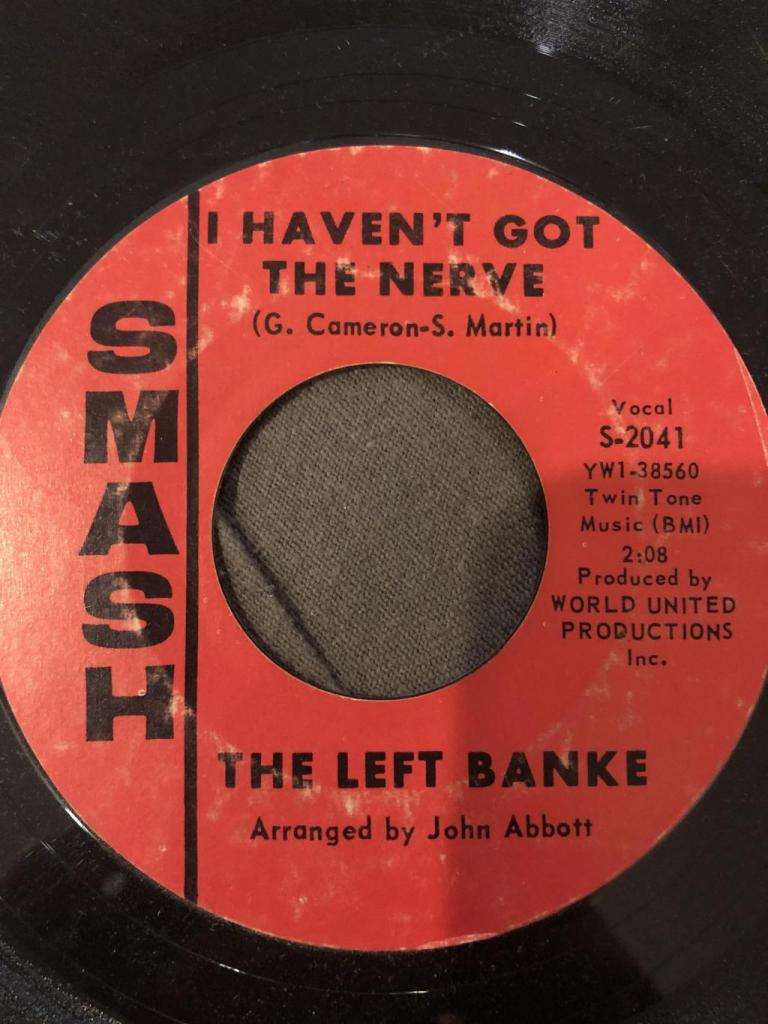 I HAVEN'T GOT
THE NERVE
(G. Cameron-S. Martin)
SMASH
Vocal
S-2041
YW1-38560
Twin Tone
Music (BMI)
2:08
Produced by
WORLD UNITED
PRODUCTIONS
Inc.
THE LEFT BANKE
Arranged by John Abbott